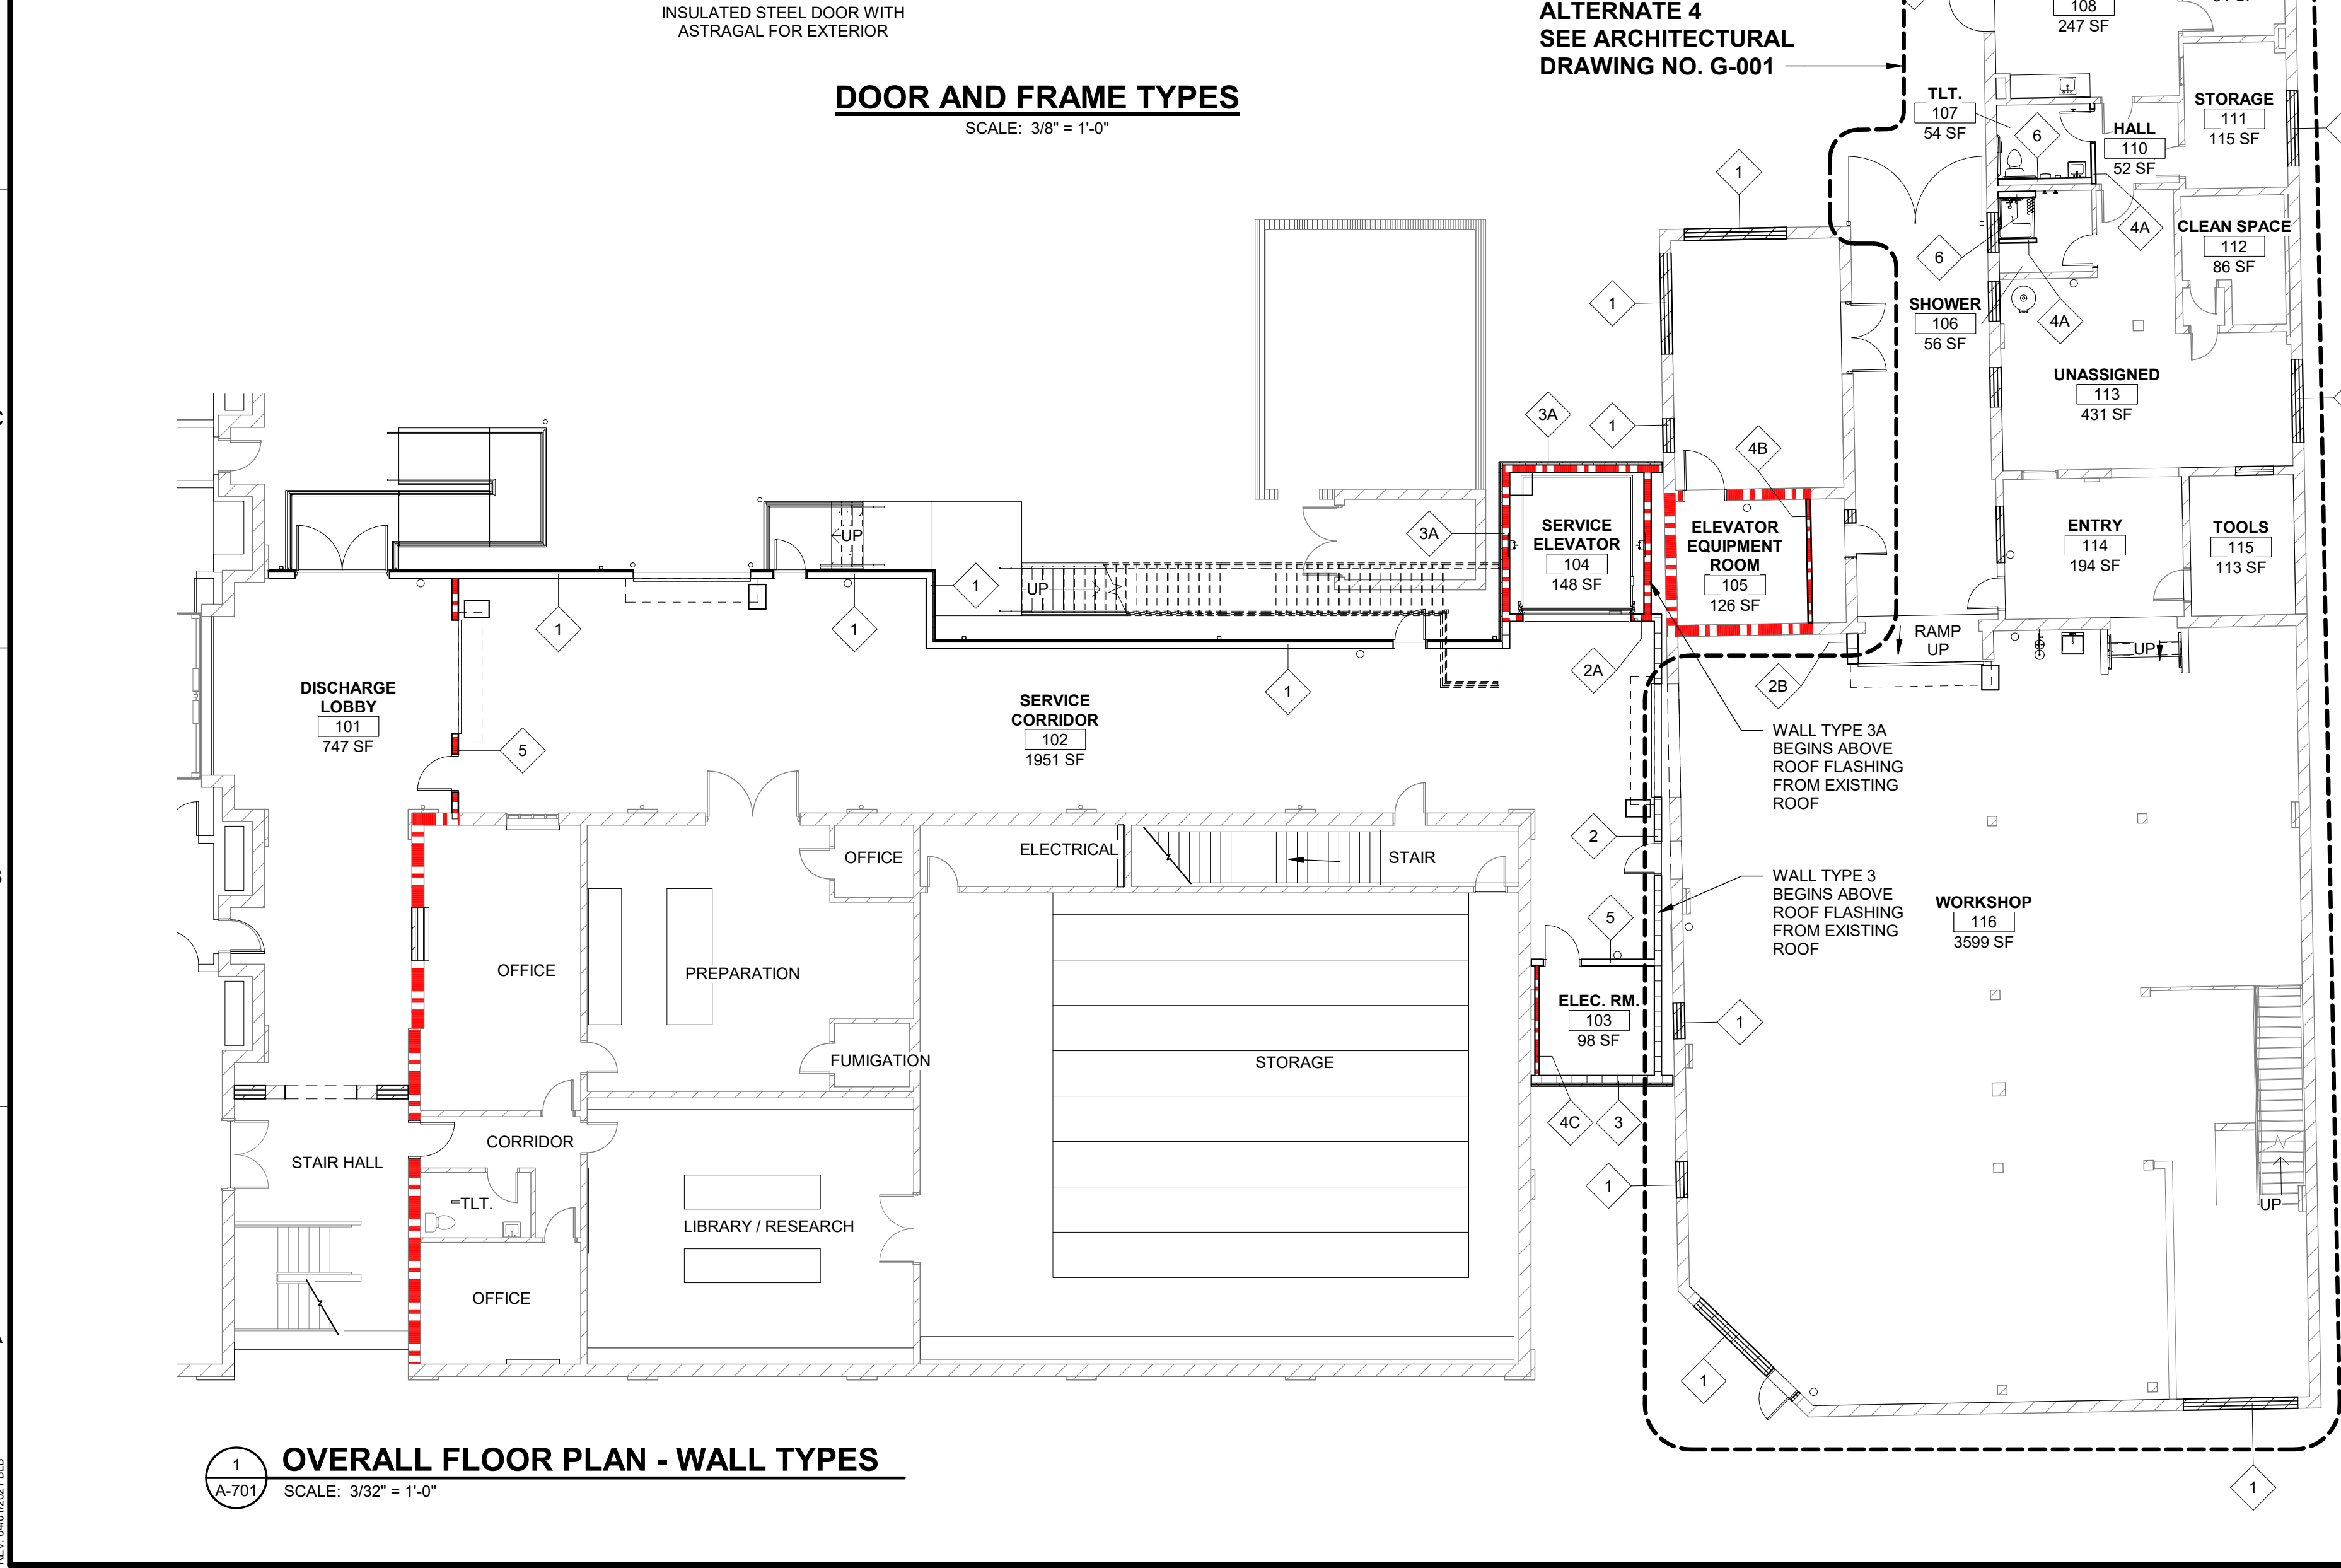 INSULATED STEEL DOOR WITH
ASTRAGAL FOR EXTERIOR
DOOR AND FRAME TYPES
SCALE: 3/8" = 1'-0"
ALTERNATE 4
SEE ARCHITECTURAL
DRAWING NO. G-001
108
247 SF
TLT.
107
54 SF
6
HALL
110
52 SF
STORAGE
111
115 SF
4A
CLEAN SPACE
112
86 SF
6
SHOWER
106
56 SF
4A
UNASSIGNED
113
431 SF
1
1
1
3A
4B
3A
SERVICE
ELEVATOR
104
148 SF
ELEVATOR
EQUIPMENT
ROOM
105
126 SF
ENTRY
114
194 SF
TOOLS
115
113 SF
UP
UP
1
1
1
1
2A
2B
RAMP
UP
UP
DISCHARGE
LOBBY
101
747 SF
5
SERVICE
CORRIDOR
102
1951 SF
WALL TYPE 3A
BEGINS ABOVE
ROOF FLASHING
FROM EXISTING
ROOF
2
WALL TYPE 3
BEGINS ABOVE
ROOF FLASHING
FROM EXISTING
ROOF
WORKSHOP
116
3599 SF
OFFICE
ELECTRICAL
STAIR
5
OFFICE
PREPARATION
FUMIGATION
STORAGE
ELEC. RM.
103
98 SF
1
4C
3
1
CORRIDOR
STAIR HALL
TLT.
LIBRARY / RESEARCH
OFFICE
UP
1
1
1
A-701
OVERALL FLOOR PLAN - WALL TYPES
SCALE: 3/32" = 1'-0"